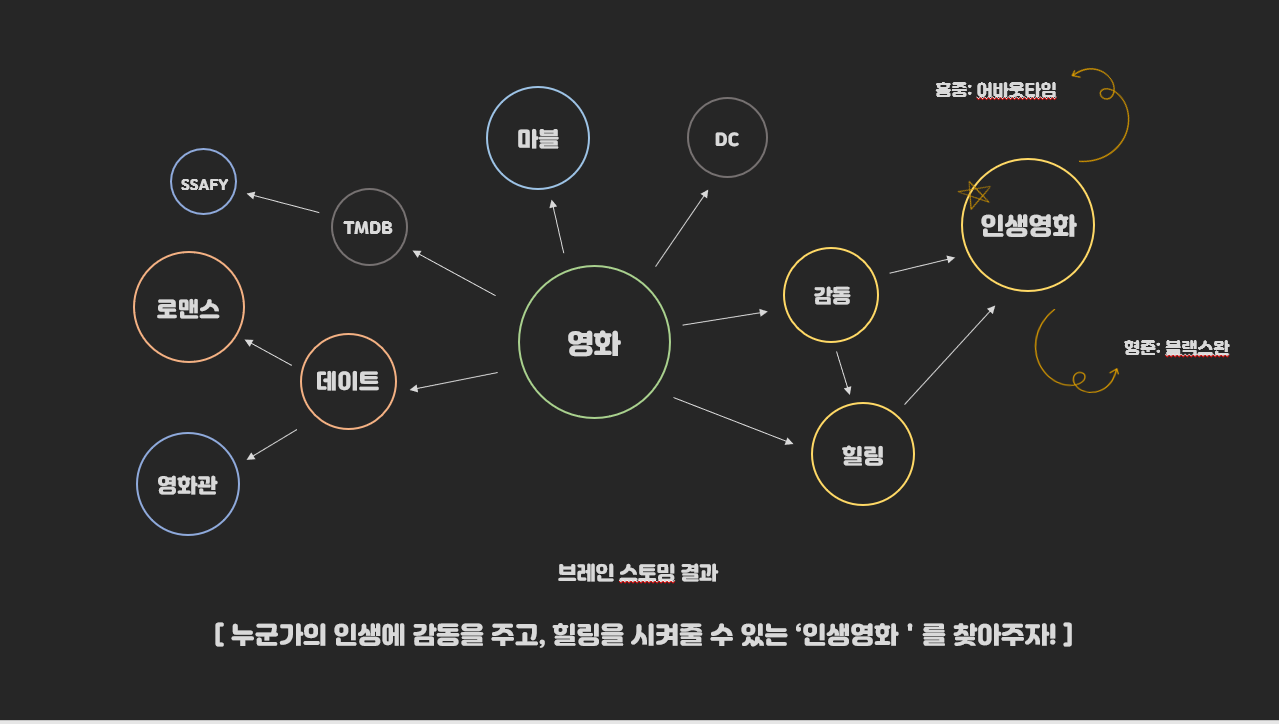 흥중: 어바웃타임
마블
DC
SSAFY
TMDB
인생영화
로맨스
감동
영화
형준: 블랙스완
데이트
힐링
영화관
브레인 스토밍 결과
[ 누군가의 인생에 감동을 주고, 힐링을 시켜줄 수 있는 ‘인생영화 ' 를 찾아주자! ]